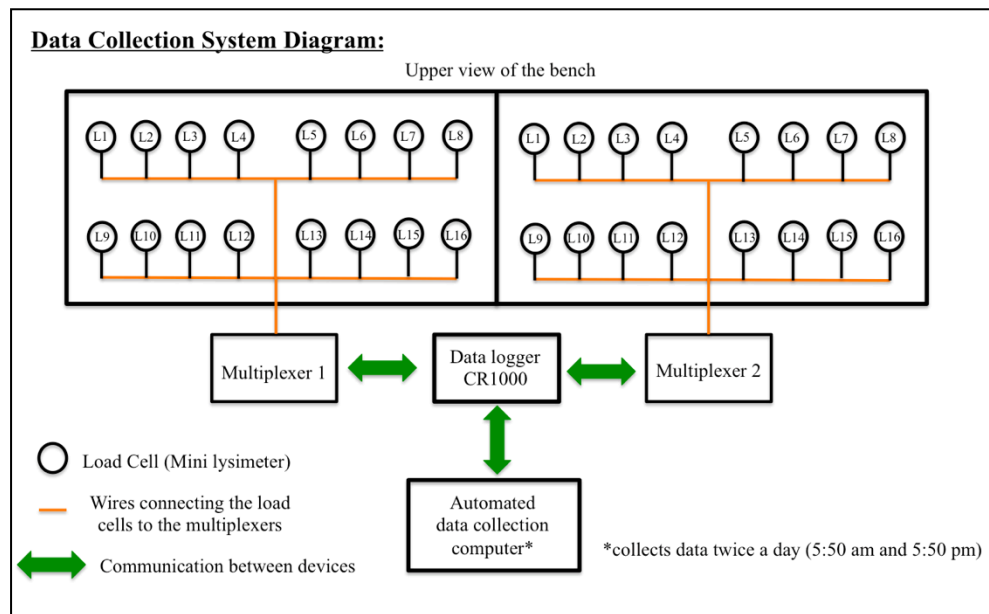 Data Collection System Diagram:
Upper view of the bench
L1 L2 L3 L4 L5 L6 L7 L8
L9 L10 L11 L12 L13 L14 L15 L16
L1 L2 L3 L4 L5 L6 L7 L8
L9 L10 L11 L12 L13 L14 L15 L16
Multiplexer 1
Data logger
CR1000
Multiplexer 2
Load Cell (Mini lysimeter)
Wires connecting the load
cells to the multiplexers
Communication between devices
Automated
data collection
computer*
*collects data twice a day (5:50 am and 5:50 pm)